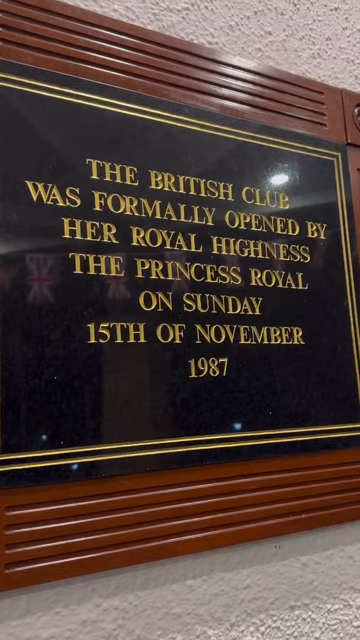 THE BRITISH CLUB
WAS FORMALLY OPENED BY
HER ROYAL HIGHNESS
THE PRINCESS ROYAL
ON SUNDAY
15TH OF NOVEMBER
1987